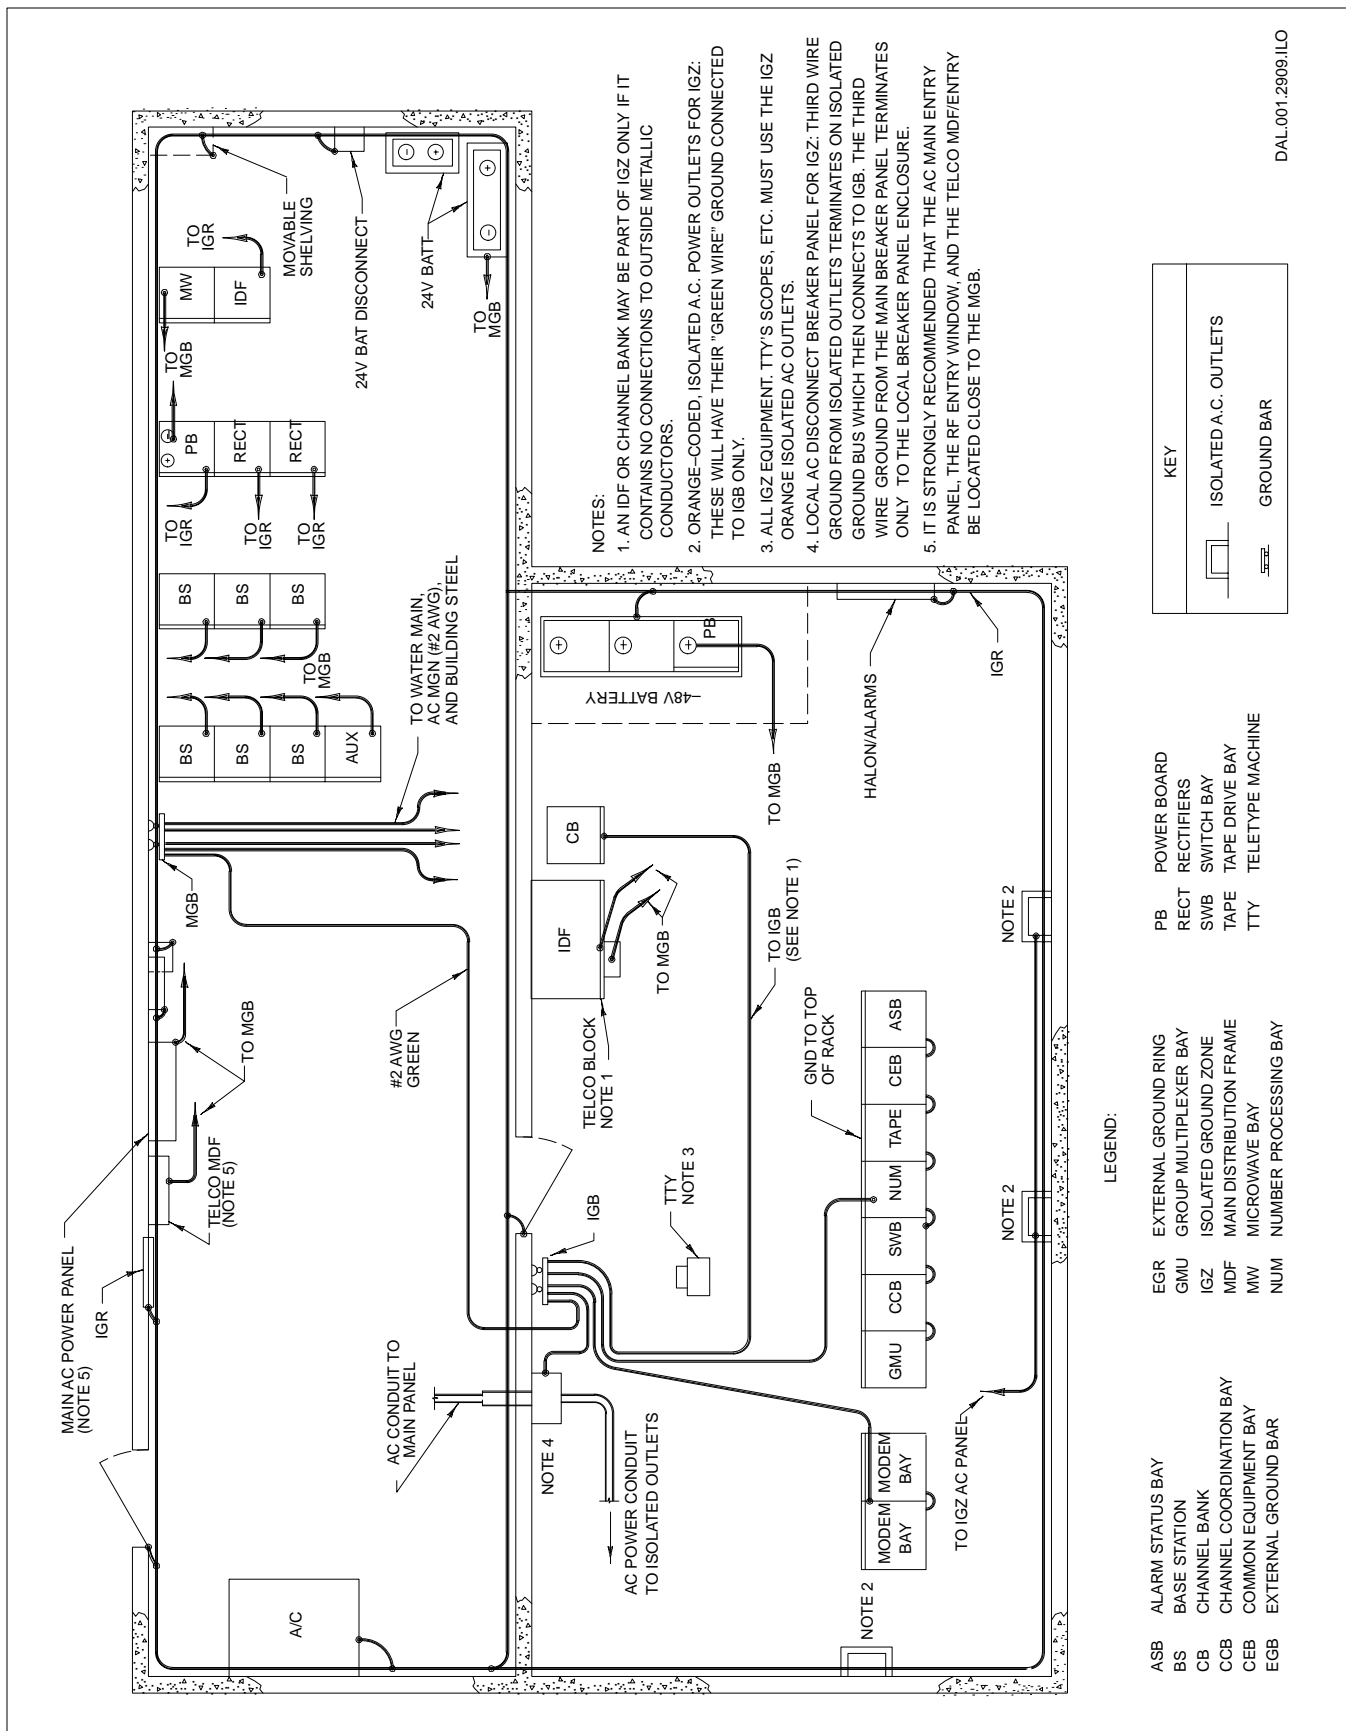 MAIN AC POWER PANEL
(NOTE 5)
IGR
TELCO MDF
(NOTE 5)
TO MGB
MGB
TO WATER MAIN,
AC MGN (#2 AWG),
AND BUILDING STEEL
#2 AWG
GREEN
A/C
AC CONDUIT TO
MAIN PANEL
BS
BS
BS
AUX
BS
BS
BS
TO
MGB
TO
IGR
TO
IGR
TO
IGR
PB
RECT
RECT
TO
MGB
MW
IDF
TO
IGR
MOVABLE
SHELVING
24V BAT DISCONNECT
24V BATT
TO
MGB
NOTE 4
AC POWER CONDUIT
TO ISOLATED OUTLETS
IGB
TTY
NOTE 3
TELCO BLOCK
NOTE 1
IDF
TO MGB
CB
TO IGB
(SEE NOTE 1)
–48V BATTERY
PB
TO MGB
HALON/ALARMS
IGR
GND TO TOP
OF RACK
MODEM
BAY
MODEM
BAY
GMU
CCB
SWB
NUM
TAPE
CEB
ASB
NOTE 2
TO IGZ AC PANEL
NOTE 2
NOTE 2
NOTES:
1. AN IDF OR CHANNEL BANK MAY BE PART OF IGZ ONLY IF IT
CONTAINS NO CONNECTIONS TO OUTSIDE METALLIC
CONDUCTORS.
2. ORANGE–CODED, ISOLATED A.C. POWER OUTLETS FOR IGZ:
THESE WILL HAVE THEIR "GREEN WIRE" GROUND CONNECTED
TO IGB ONLY.
3. ALL IGZ EQUIPMENT. TTY'S SCOPES, ETC. MUST USE THE IGZ
ORANGE ISOLATED AC OUTLETS.
4. LOCAL AC DISCONNECT BREAKER PANEL FOR IGZ: THIRD WIRE
GROUND FROM ISOLATED OUTLETS TERMINATES ON ISOLATED
GROUND BUS WHICH THEN CONNECTS TO IGB. THE THIRD
WIRE GROUND FROM THE MAIN BREAKER PANEL TERMINATES
ONLY TO THE LOCAL BREAKER PANEL ENCLOSURE.
5. IT IS STRONGLY RECOMMENDED THAT THE AC MAIN ENTRY
PANEL, THE RF ENTRY WINDOW, AND THE TELCO MDF/ENTRY
BE LOCATED CLOSE TO THE MGB.
LEGEND:
ASB ALARM STATUS BAY
BS BASE STATION
CB CHANNEL BANK
CCB CHANNEL COORDINATION BAY
CEB COMMON EQUIPMENT BAY
EGB EXTERNAL GROUND BAR
EGR EXTERNAL GROUND RING
GMU GROUP MULTIPLEXER BAY
IGZ ISOLATED GROUND ZONE
MDF MAIN DISTRIBUTION FRAME
MW MICROWAVE BAY
NUM NUMBER PROCESSING BAY
PB POWER BOARD
RECT RECTIFIERS
SWB SWITCH BAY
TAPE TAPE DRIVE BAY
TTY TELETYPE MACHINE
KEY
ISOLATED A.C. OUTLETS
GROUND BAR
DAL.001.2909.ILO